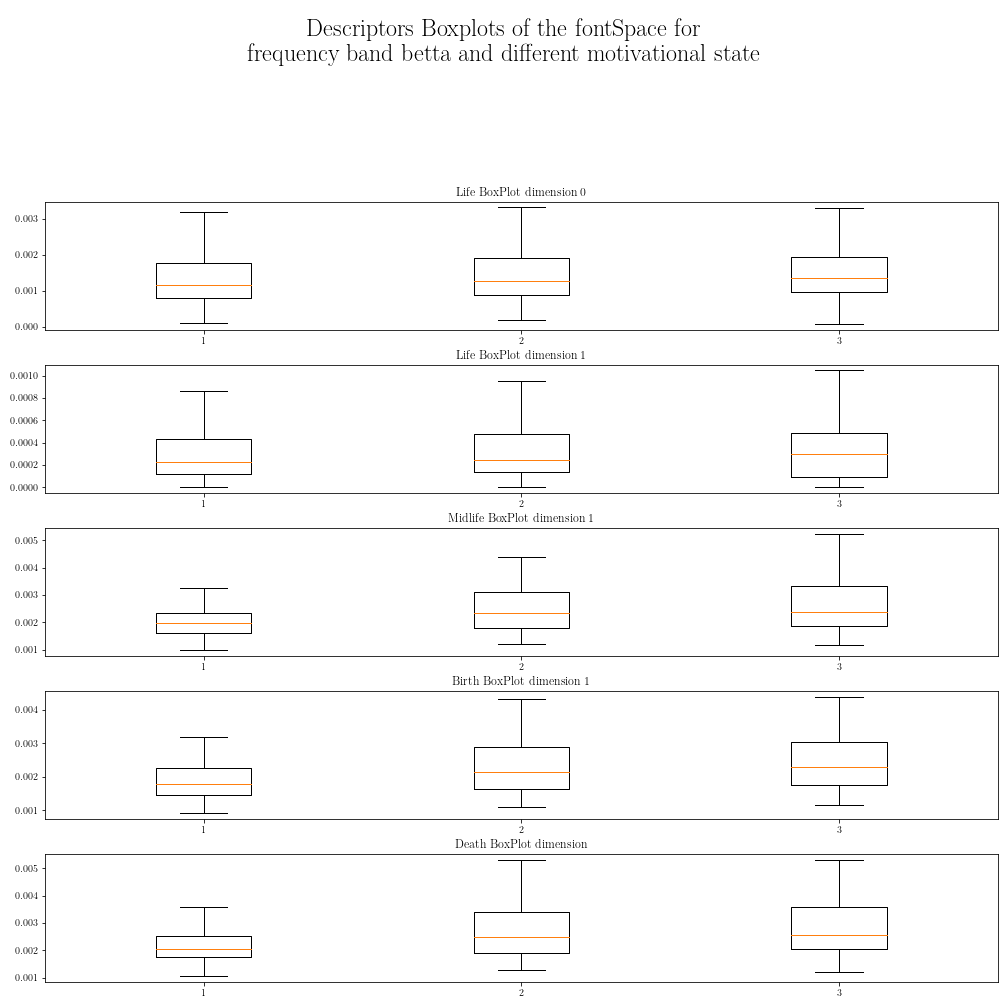 Descriptors Boxplots of the fontSpace for
frequency band betta and different motivational state
Life BoxPlot dimension 0
0.003
0.002
0.001
0.000
1 2 3
Life BoxPlot dimension 1
0.0010
0.0008
0.0006
0.0004
0.0002
0.0000
1 2 3
Midlife BoxPlot dimension 1
0.005
0.004
0.003
0.002
0.001
1 2 3
Birth BoxPlot dimension 1
0.004
0.003
0.002
0.001
1 2 3
Death BoxPlot dimension
0.005
0.004
0.003
0.002
0.001
1 2 3